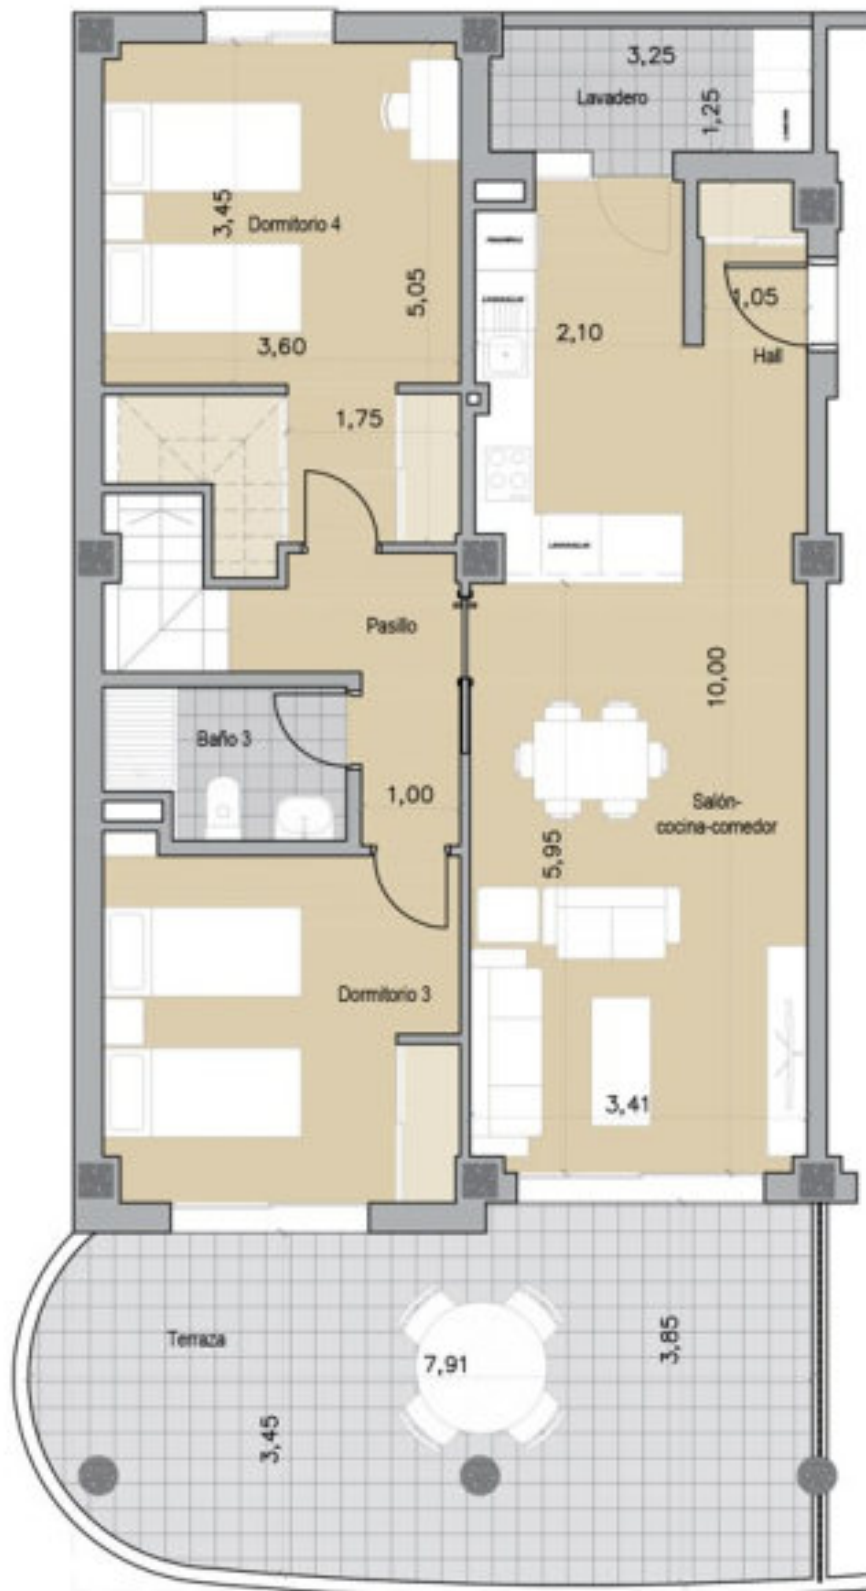 3,25
Lavadero
1,25
3,45
Dormitorio 4
5,05
3,60
2,10
1,05
Hall
1,75
Pasillo
10,00
Baño 3
1,00
Salón-
cocina-comedor
5,95
Dormitorio 3
3,41
Terraza
7,91
3,85
3,45